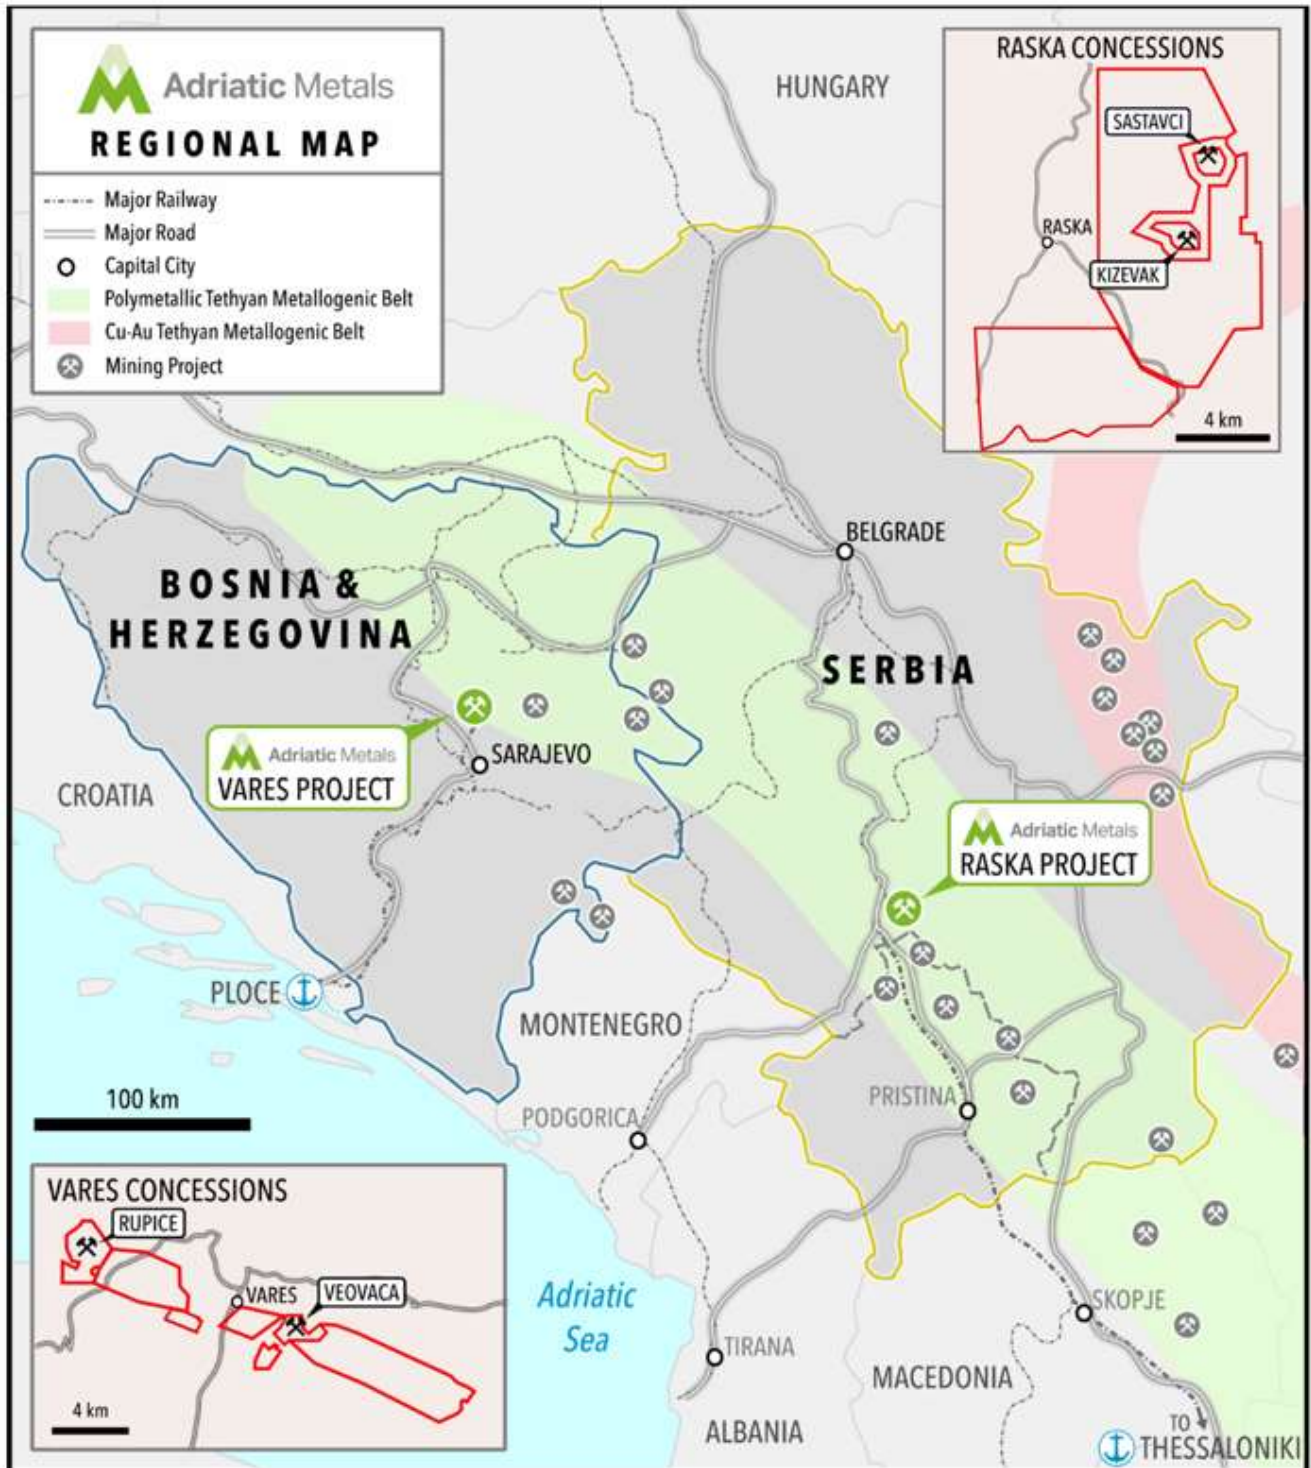 Adriatic Metals
REGIONAL MAP
Major Railway
Major Road
Capital City
Polymetallic Tethyan Metallogenic Belt
Cu-Au Tethyan Metallogenic Belt
Mining Project
HUNGARY
RASKA CONCESSIONS
SASTAVCI
RASKA
KIZEVAK
4 km
BELGRADE
BOSNIA &
HERZEGOVINA
SERBIA
Adriatic Metals
VARES PROJECT
SARAJEVO
CROATIA
Adriatic Metals
RASKA PROJECT
PLOCE
MONTENEGRO
100 km
PRISTINA
PODGORICA
VARES CONCESSIONS
RUPICE
VARES
VEOVACA
4 km
Adriatic
Sea
SKOPJE
TIRANA
MACEDONIA
ALBANIA
TO
THESSALONIKI